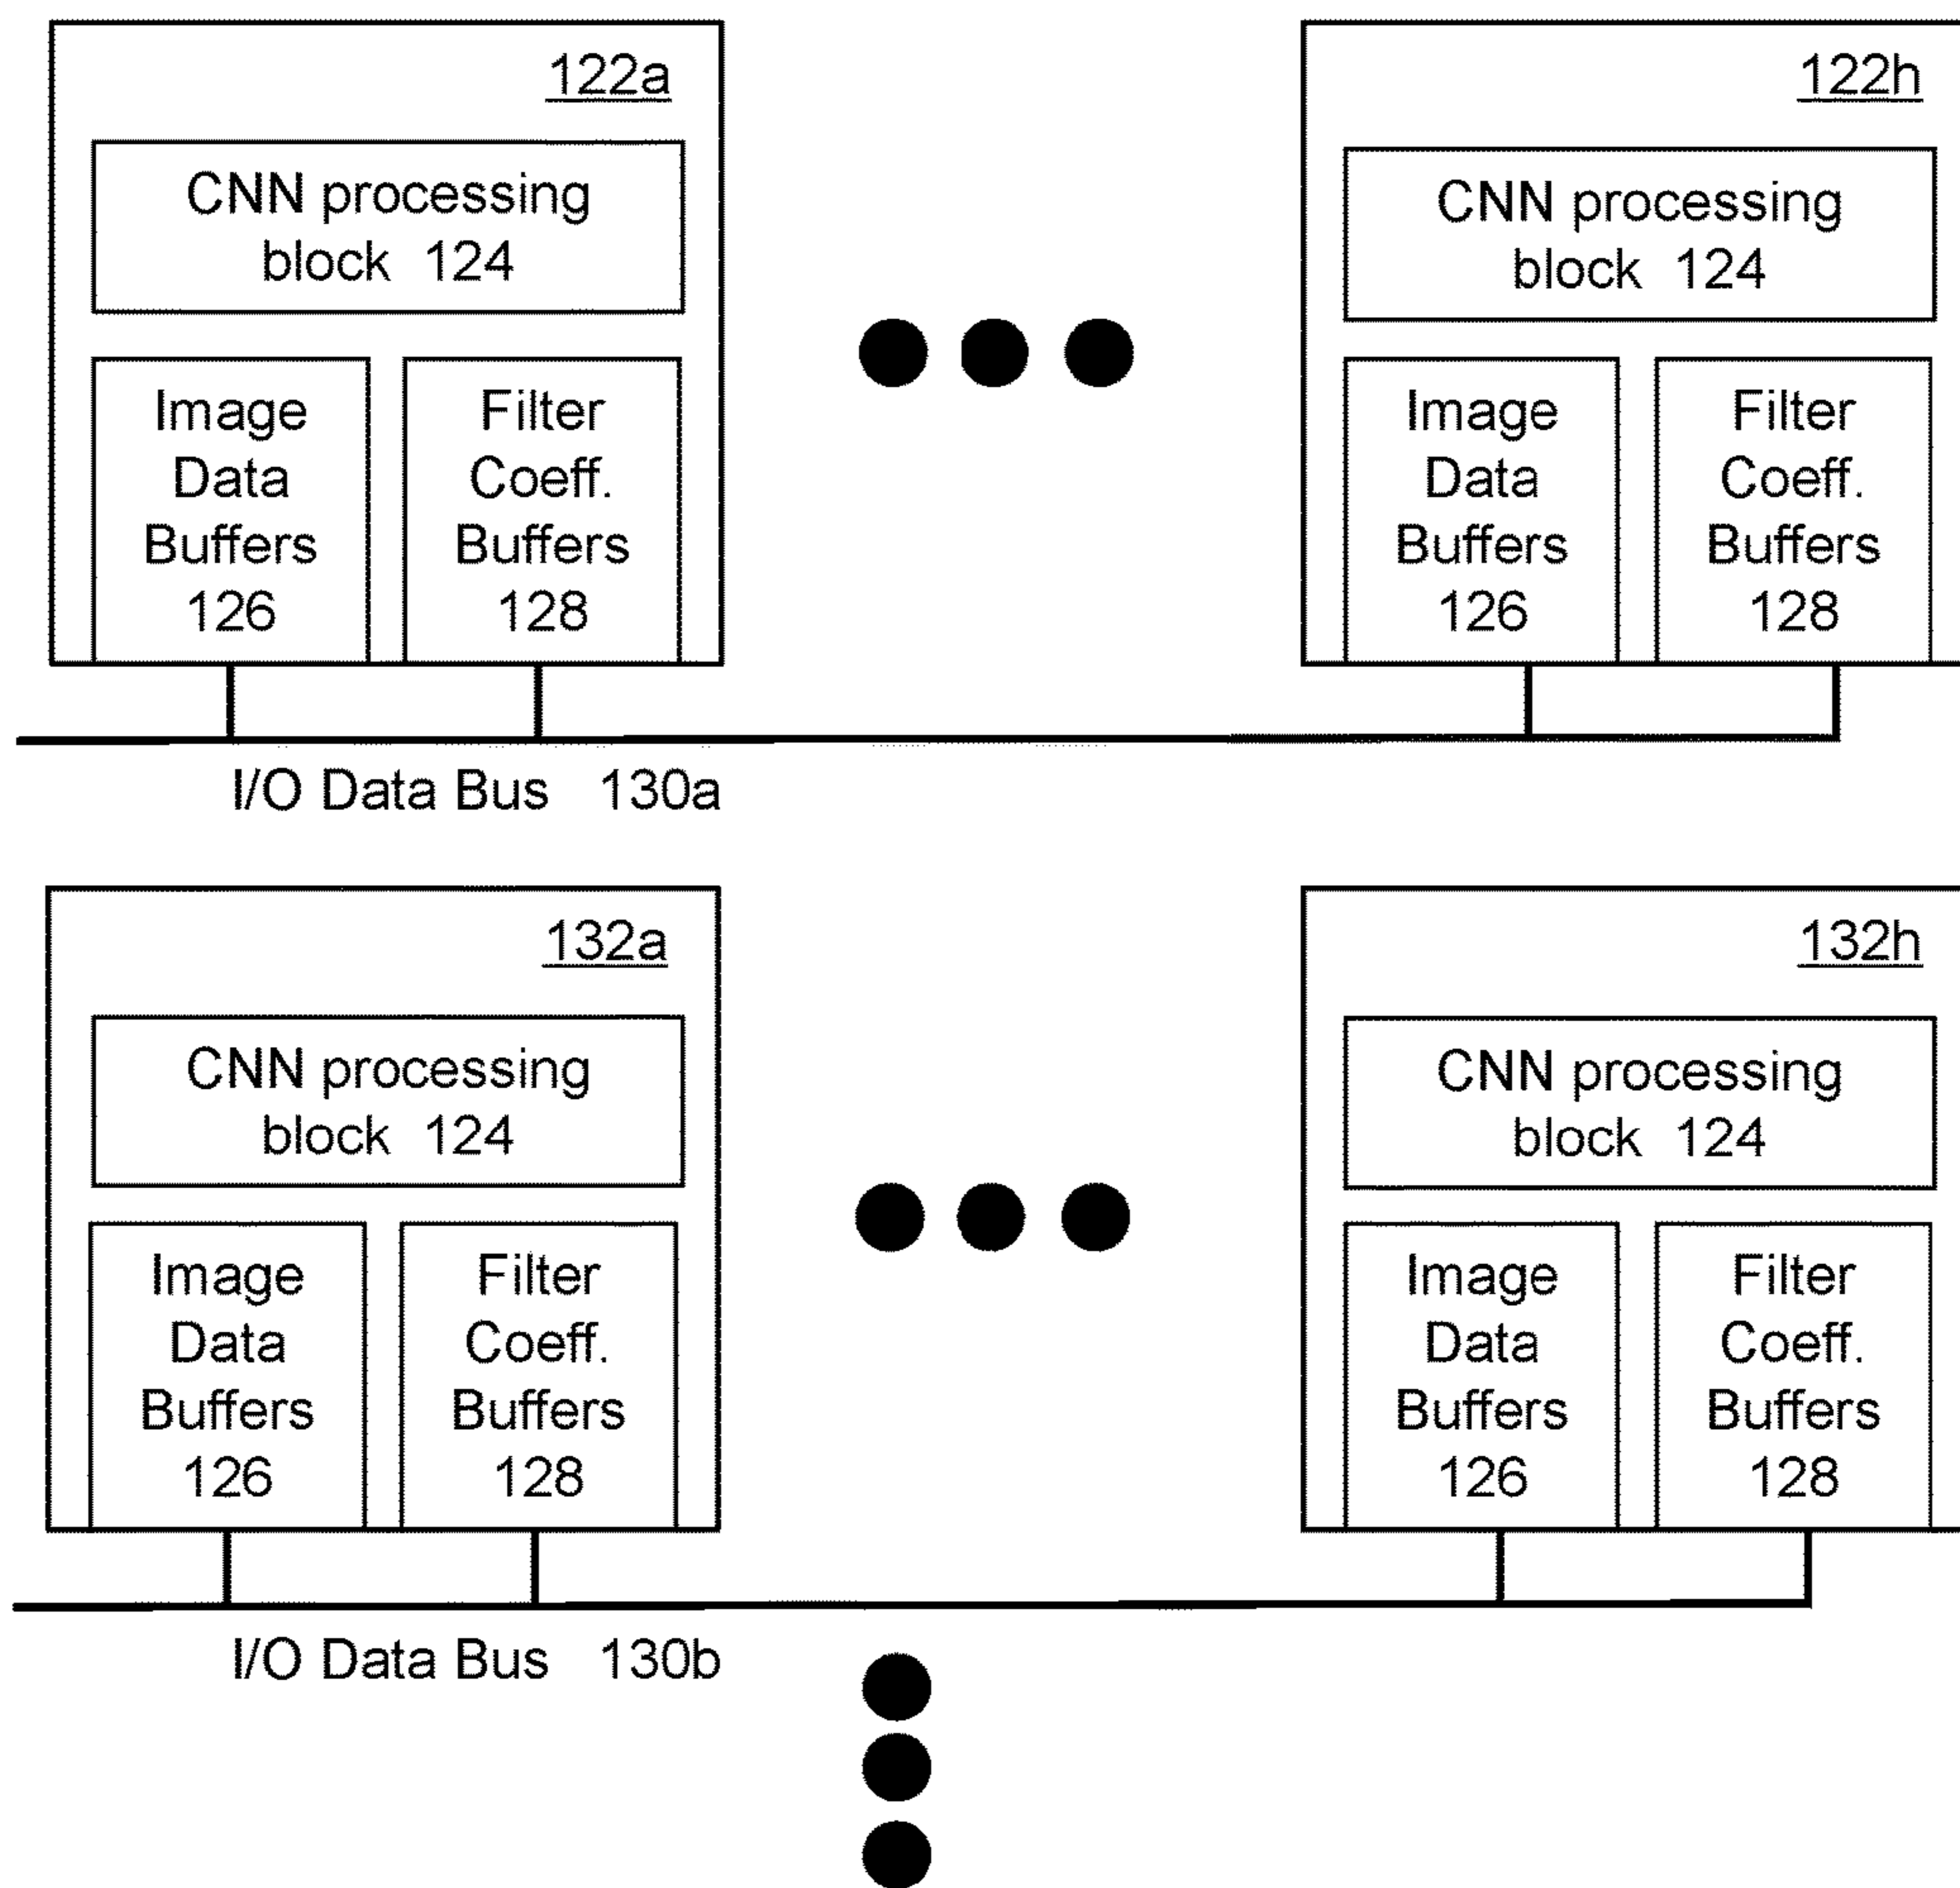 122a
CNN processing
block 124
Image
Data
Buffers
126
Filter
Coeff.
Buffers
128
122h
CNN processing
block 124
Image
Data
Buffers
126
Filter
Coeff.
Buffers
128
I/O Data Bus 130a
132a
CNN processing
block 124
Image
Data
Buffers
126
Filter
Coeff.
Buffers
128
132h
CNN processing
block 124
Image
Data
Buffers
126
Filter
Coeff.
Buffers
128
I/O Data Bus 130b